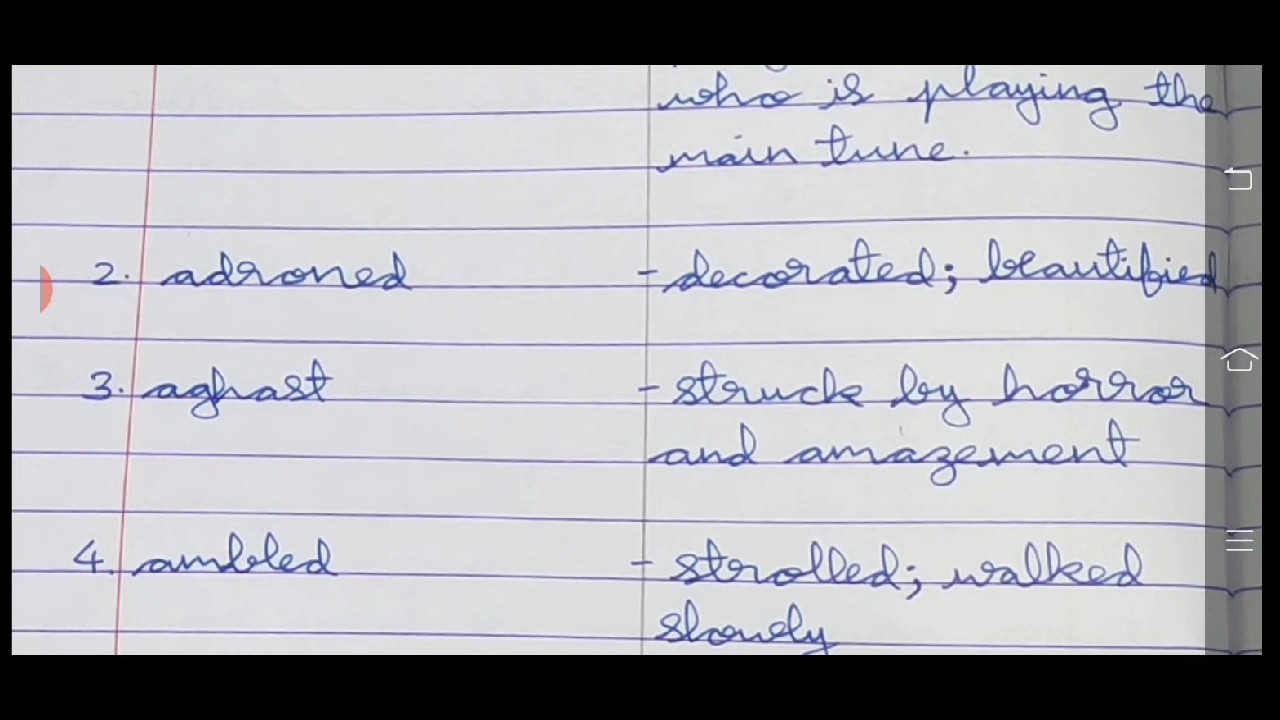 who is playing the
main tune.
2. adroned - decorated; beautified
3. aghast - struck by horror
and amazement
4. ambled - strolled; walked
slowly